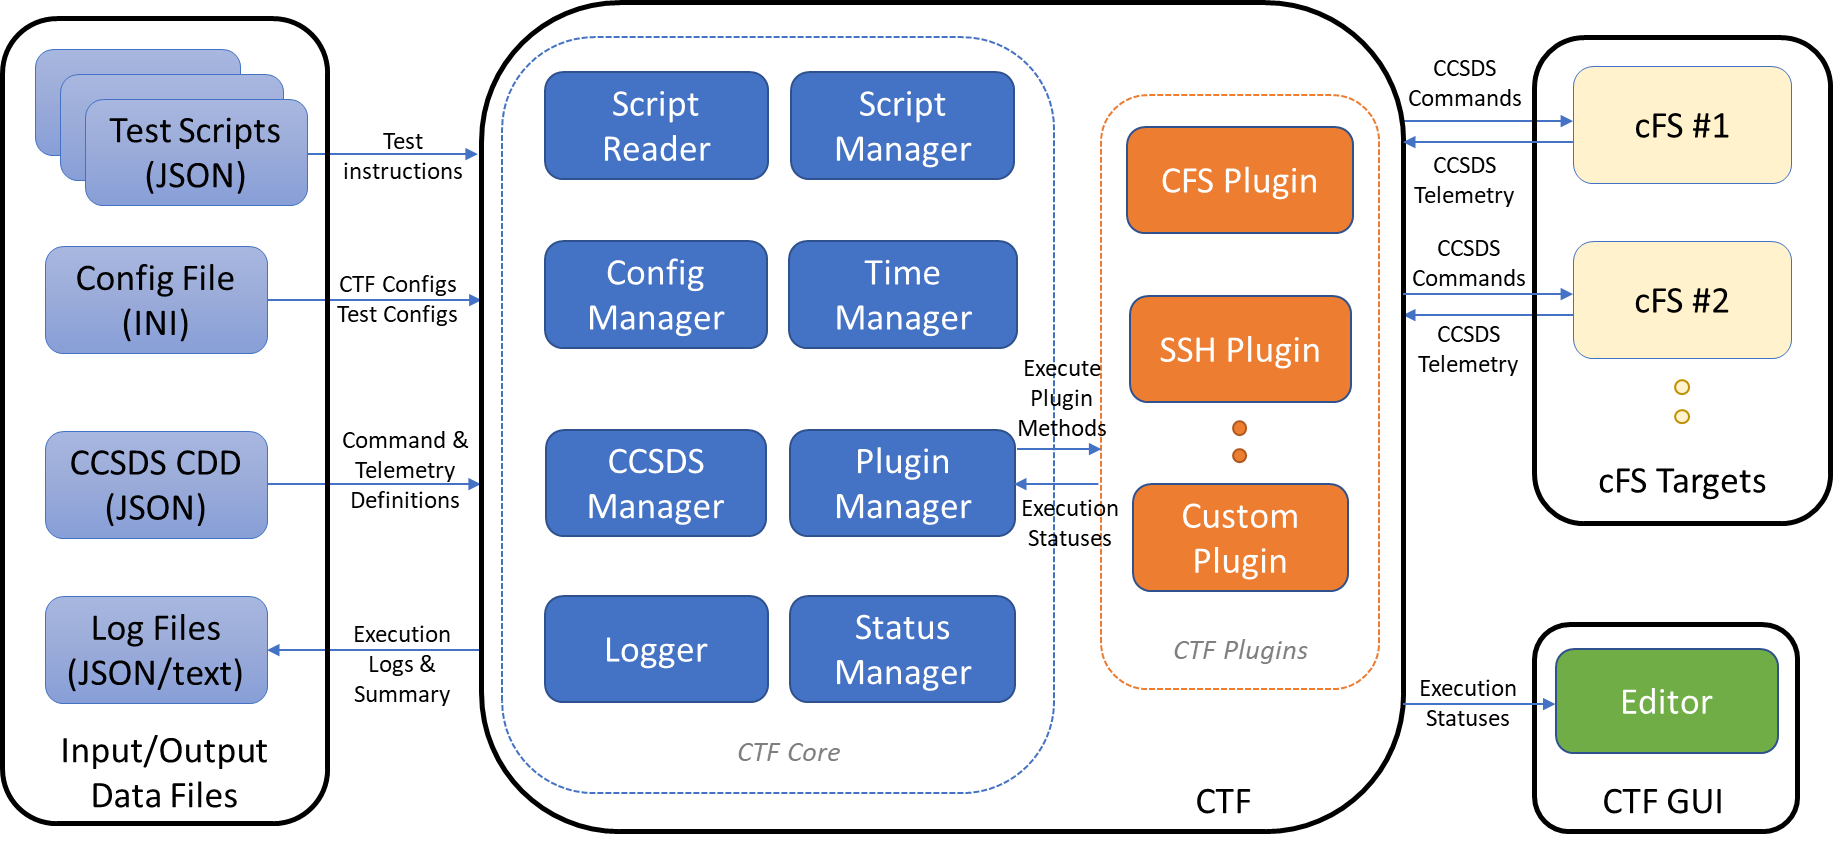 Test Scripts
(JSON)
Config File
(INI)
CCSDS CDD
(JSON)
Log Files
(JSON/text)
Input/Output
Data Files
Test
instructions
CTF Configs
Test Configs
Command &
Telemetry
Definitions
Execution
Logs &
Summary
Script
Reader
Script
Manager
Config
Manager
Time
Manager
CCSDS
Manager
Plugin
Manager
Logger
Status
Manager
CTF Core
Execute
Plugin
Methods
Execution
Statuses
CFS Plugin
SSH Plugin
Custom
Plugin
CTF Plugins
CTF
CCSDS
Commands
CCSDS
Telemetry
CCSDS
Commands
CCSDS
Telemetry
cFS #1
cFS #2
cFS Targets
Execution
Statuses
Editor
CTF GUI